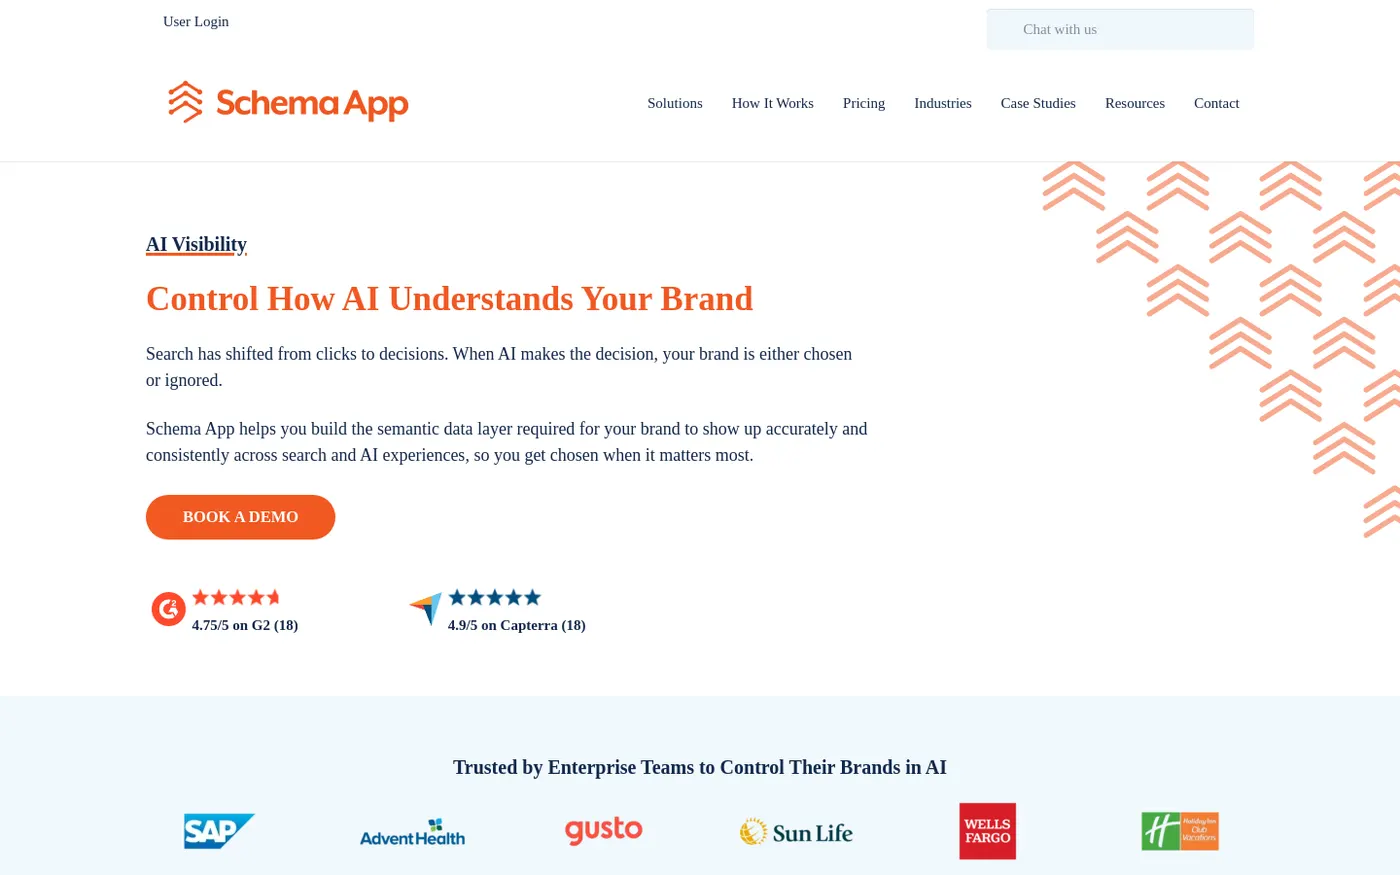 User Login
Chat with us
Schema App
Solutions
How It Works
Pricing
Industries
Case Studies
Resources
Contact
AI Visibility
Control How AI Understands Your Brand
Search has shifted from clicks to decisions. When AI makes the decision, your brand is either chosen
or ignored.
Schema App helps you build the semantic data layer required for your brand to show up accurately and
consistently across search and AI experiences, so you get chosen when it matters most.
BOOK A DEMO
G2
4.75/5 on G2 (18)
4.9/5 on Capterra (18)
Trusted by Enterprise Teams to Control Their Brands in AI
SAP
AdventHealth
gusto
Sun Life
WELLS
FARGO
H
Holiday Inn
Club
Vacations